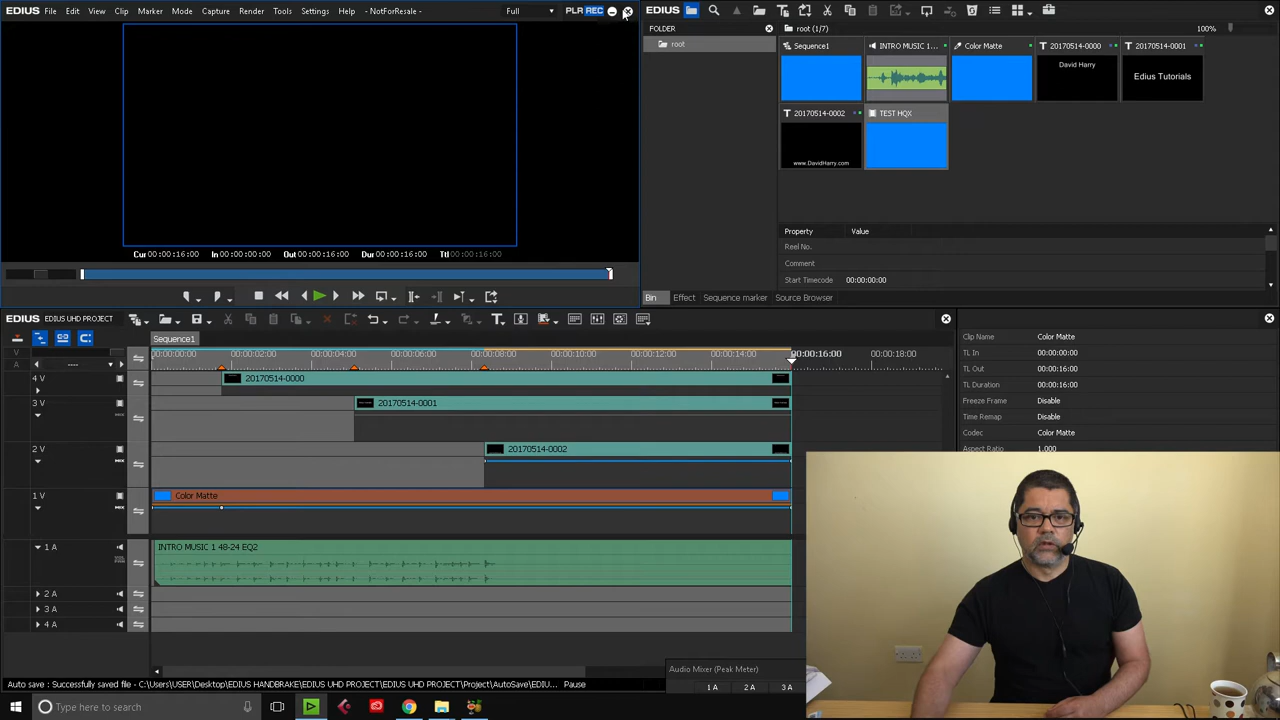 EDIUS File Edit View Clip Marker Mode Capture Render Tools Settings Help - NotForResale - Full PLR REC
Cur 00:00:16:00 In 00:00:00:00 Out 00:00:16:00 Dur 00:00:16:00 Ttl 00:00:16:00
EDIUS
FOLDER
root
root (1/7) 100%
Sequence1 INTRO MUSIC 1... Color Matte 20170514-0000 20170514-0001
David Harry
Edius Tutorials
20170514-0002 TEST HQX
www.DavidHarry.com
Property Value
Reel No.
Comment
Start Timecode 00:00:00:00
Bin Effect Sequence marker Source Browser
EDIUS EDIUS UHD PROJECT
Sequence1
00:00:00:00 00:00:02:00 00:00:04:00 00:00:06:00 00:00:08:00 00:00:10:00 00:00:12:00 00:00:14:00 00:00:16:00 00:00:18:00
V
A
4 V 20170514-0000
3 V 20170514-0001
2 V 20170514-0002
1 V Color Matte
1 A INTRO MUSIC 1 48-24 EQ2
2 A
3 A
4 A
Clip Name Color Matte
TL In 00:00:00:00
TL Out 00:00:16:00
TL Duration 00:00:16:00
Freeze Frame Disable
Time Remap Disable
Codec Color Matte
Aspect Ratio 1.000
Audio Mixer (Peak Meter)
1 A 2 A 3 A
Auto save : Successfully saved file - C:\Users\USER\Desktop\EDIUS HANDBRAKE\EDIUS UHD PROJECT\EDIUS UHD PROJECT\Project\AutoSave\EDIU... Pause
Type here to search